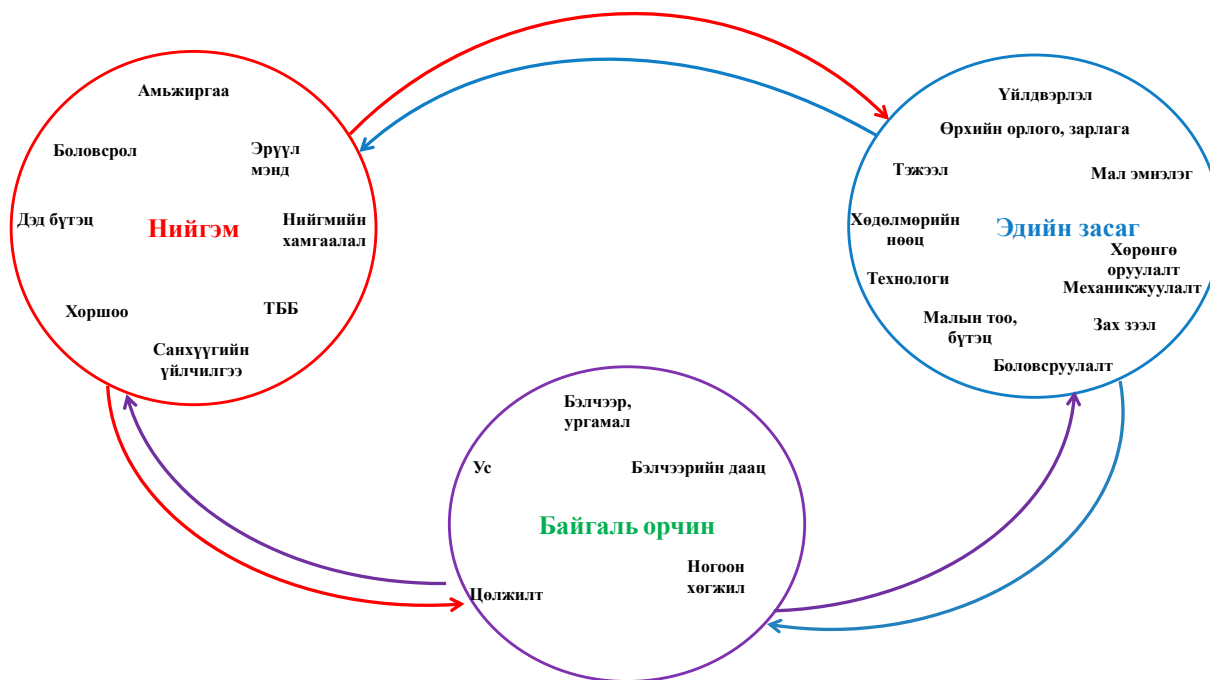 Амьжиргаа
Боловсрол
Эрүүл
мэнд
Дэд бүтэц
Нийгэм
Нийгмийн
хамгаалал
Хоршоо
ТББ
Санхүүгийн
үйлчилгээ
Үйлдвэрлэл
Өрхийн орлого, зарлага
Тэжээл
Мал эмнэлэг
Хөдөлмөрийн
нөөц
Эдийн засаг
Хөрөнгө
оруулалт
Технологи
Механикжуулалт
Малын тоо,
бүтэц
Зах зээл
Боловсруулалт
Бэлчээр,
ургамал
Ус
Бэлчээрийн даац
Байгаль орчин
Цөлжилт
Ногоон
хөгжил